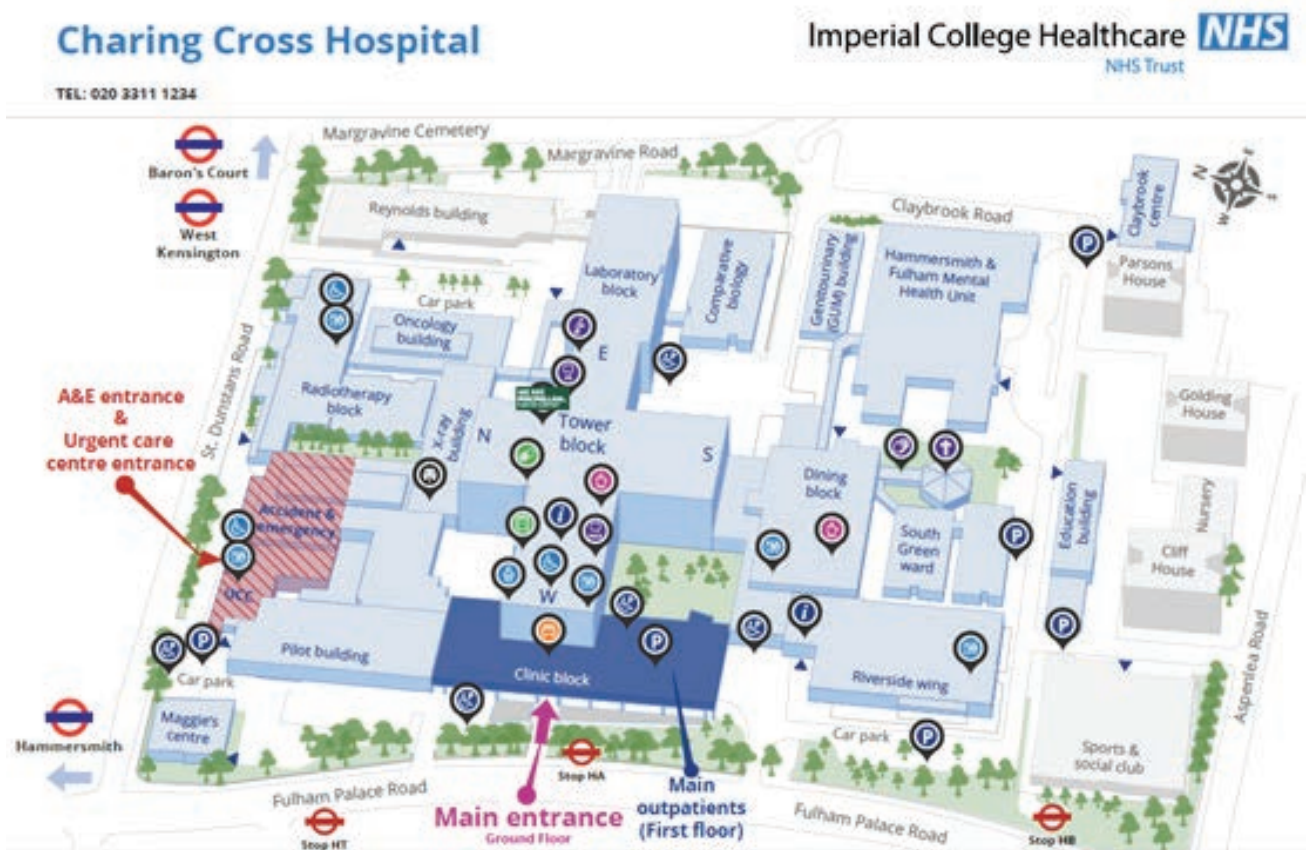 Charing Cross Hospital
Imperial College Healthcare NHS
NHS Trust
TEL: 020 3311 1234
Margravine Cemetery
Margravine Road
Baron's Court
West
Kensington
Reynolds building
Claybrook Road
Claybrook
centre
N
E
S
W
Parsons
House
Laboratory
block
Comparative
biology
Genitourinary
(GUM) building
Hammersmith &
Fulham Mental
Health Unit
Car park
Oncology
building
E
St. Dunstans Road
A&E entrance
&
Urgent care
centre entrance
Radiotherapy
block
x-ray
building
N
Tower
block
S
Golding
House
Dining
block
Accident &
emergency
UCC
South
Green
ward
Education
building
Nursery
Cliff
House
W
Pilot building
Clinic block
Riverside wing
Car park
Maggie's
centre
Hammersmith
Car park
Sports &
social club
Aspenlea Road
Stop HA
Fulham Palace Road
Main entrance
Ground Floor
Main
outpatients
(First floor)
Fulham Palace Road
Stop HT
Stop HB
P
P
P
P
P
P
i
i